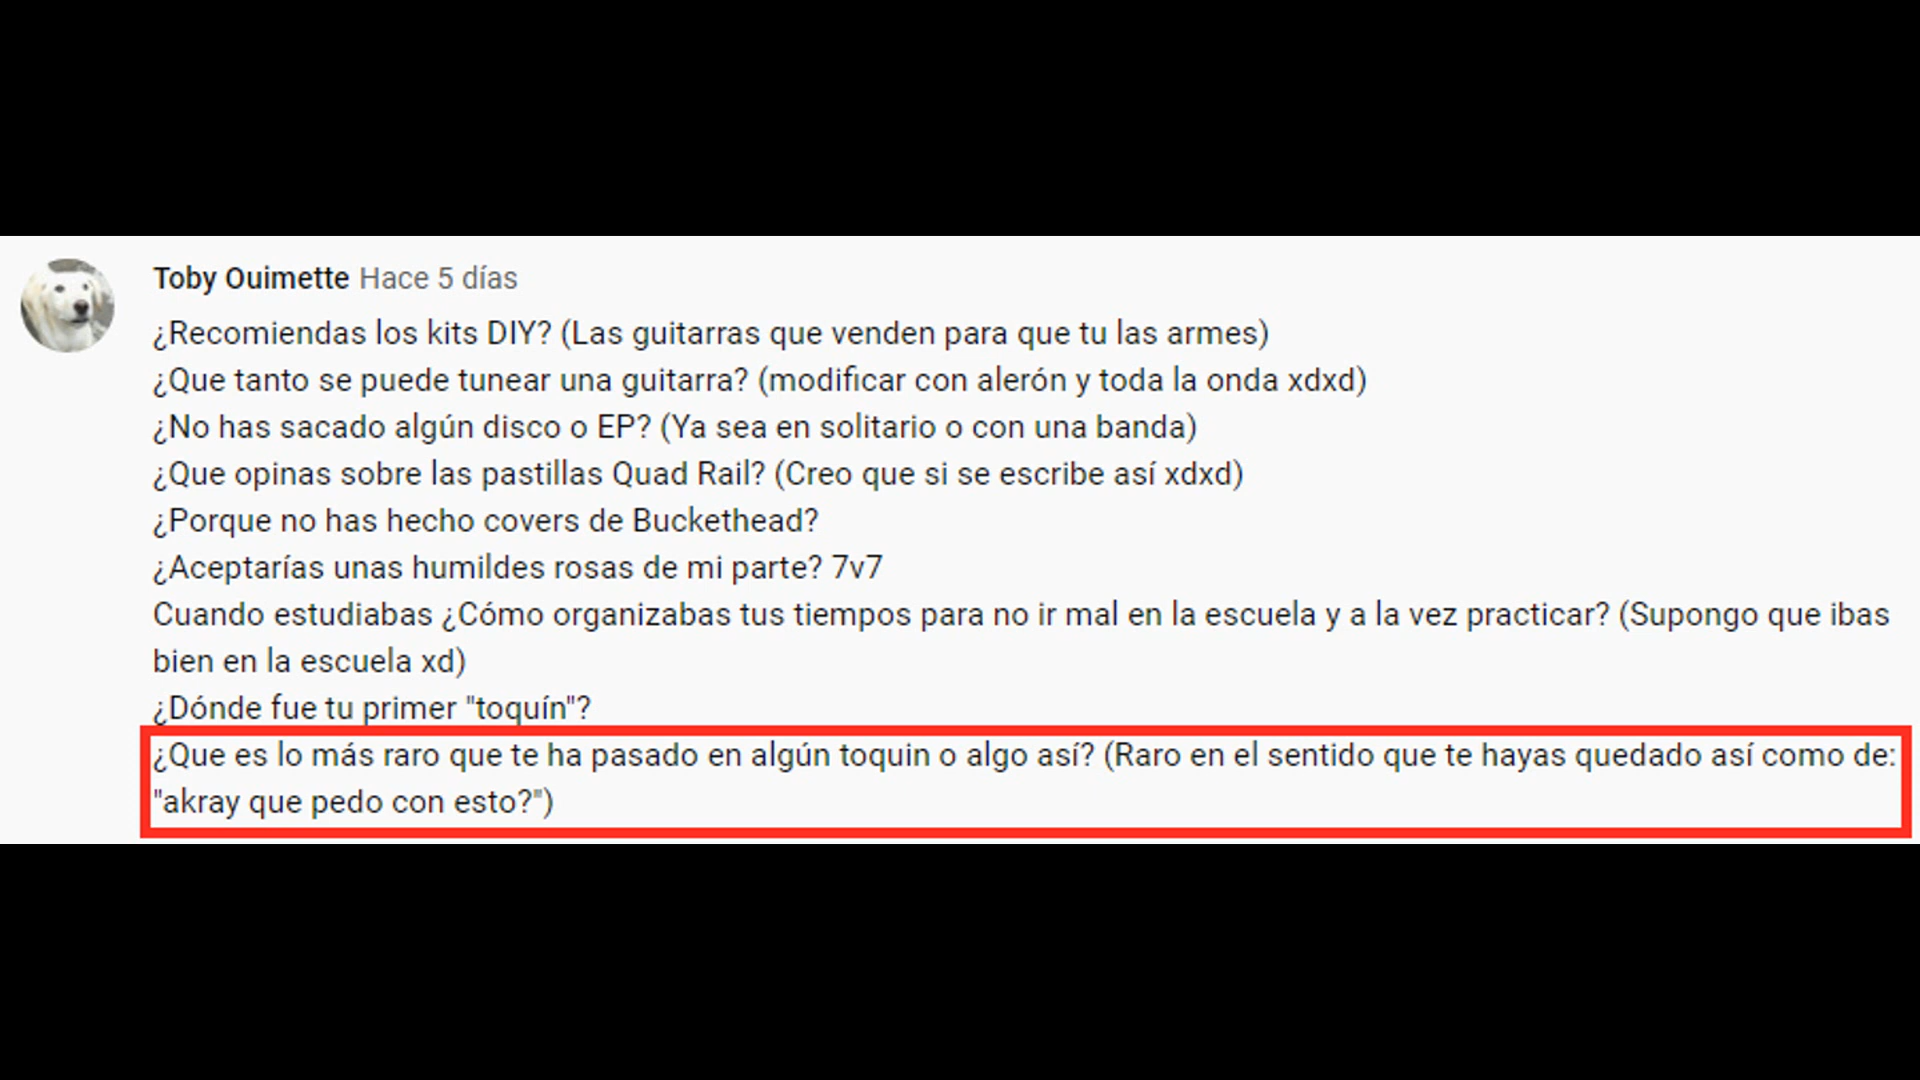 Toby Ouimette Hace 5 días
¿Recomiendas los kits DIY? (Las guitarras que venden para que tu las armes)
¿Que tanto se puede tunear una guitarra? (modificar con alerón y toda la onda xdxd)
¿No has sacado algún disco o EP? (Ya sea en solitario o con una banda)
¿Que opinas sobre las pastillas Quad Rail? (Creo que si se escribe así xdxd)
¿Porque no has hecho covers de Buckethead?
¿Aceptarías unas humildes rosas de mi parte? 7v7
Cuando estudiabas ¿Cómo organizabas tus tiempos para no ir mal en la escuela y a la vez practicar? (Supongo que ibas
bien en la escuela xd)
¿Dónde fue tu primer "toquín"?
¿Que es lo más raro que te ha pasado en algún toquin o algo así? (Raro en el sentido que te hayas quedado así como de:
"akray que pedo con esto?")